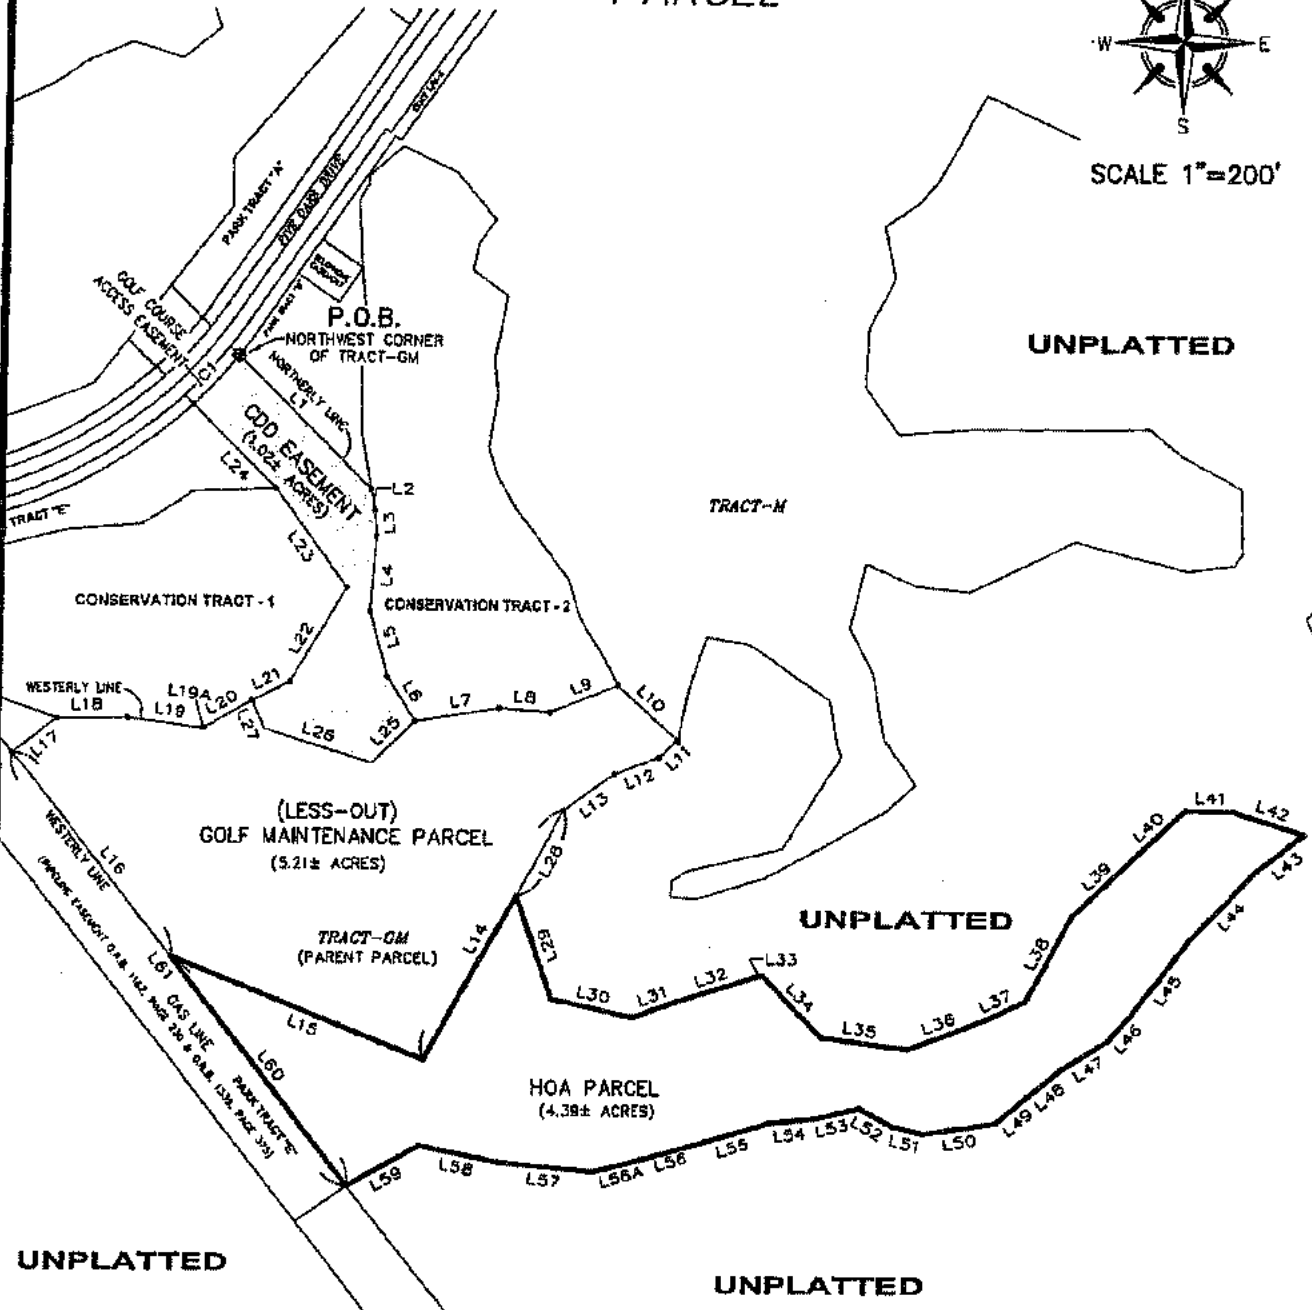 W
E
S
SCALE 1"=200'
PARK TRACT "A"
FIVE OAKS DRIVE
GOLF COURSE
ACCESS EASEMENT
C1
P.O.B.
NORTHWEST CORNER
OF TRACT-GM
NORTHERLY LINE
L1
UNPLATTED
CDD EASEMENT
(1.02± ACRES)
L24
L2
L3
TRACT "E"
TRACT-M
L23
L4
CONSERVATION TRACT - 1
CONSERVATION TRACT - 2
L22
L5
WESTERLY LINE
L18
L19A
L19
L20
L21
L27
L26
L25
L6
L7
L8
L9
L10
L17
L11
L12
L13
(LESS-OUT)
GOLF MAINTENANCE PARCEL
(5.21± ACRES)
WESTERLY LINE
L16
L28
L41
L42
L40
L43
L39
L44
UNPLATTED
TRACT-GM
(PARENT PARCEL)
L14
L29
L61
GAS LINE
L15
L30
L31
L32
L33
L34
L35
L36
L37
L38
L45
L46
L47
L60
PARK TRACT "E"
HOA PARCEL
(4.39± ACRES)
L48
L49
L50
L51
L52
L53
L54
L55
L56
L56A
L57
L58
L59
UNPLATTED
UNPLATTED